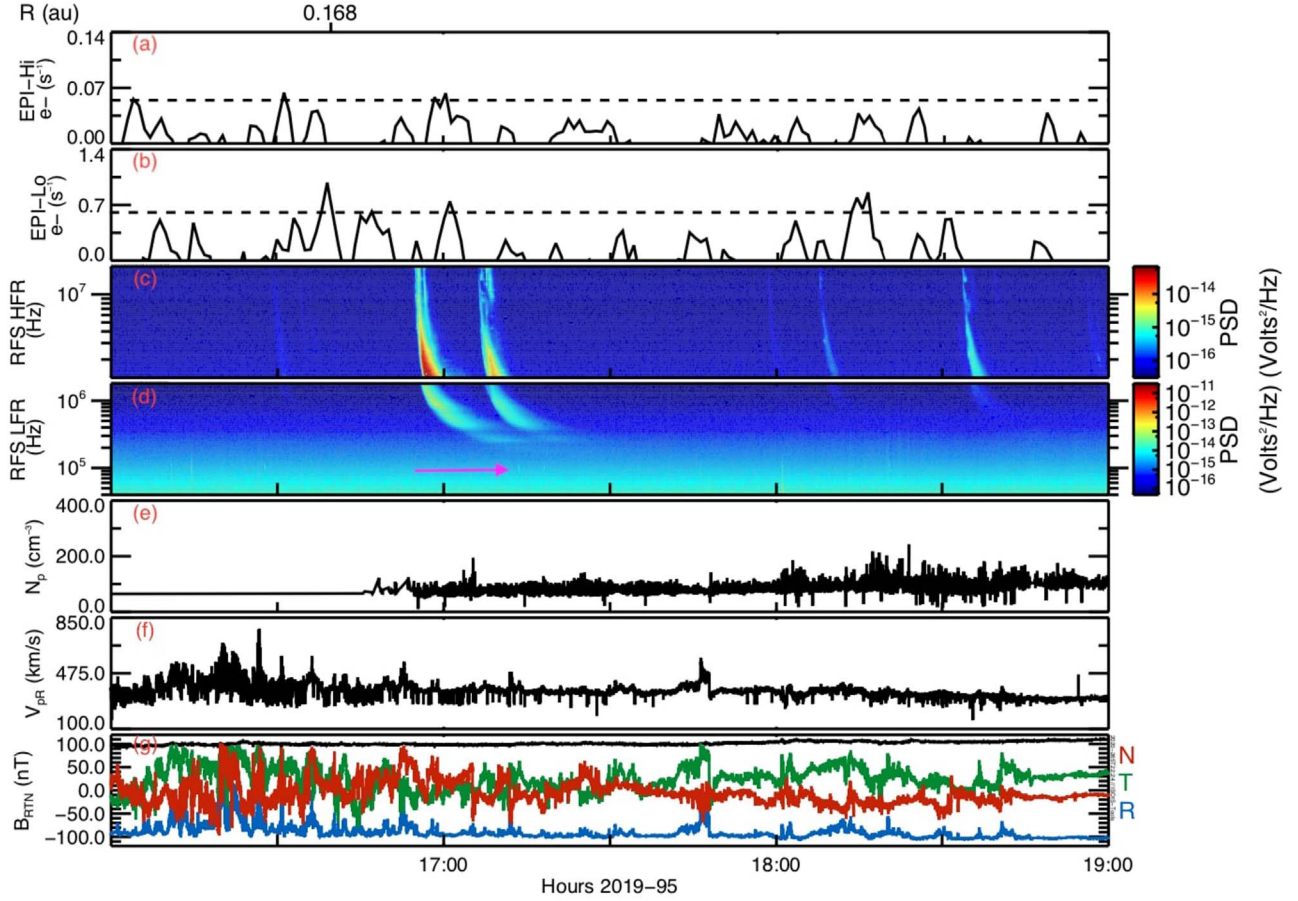 R (au) 0.168
(a)
EPI−Hi
e− (s⁻¹)
0.14
0.07
0.00
(b)
EPI−Lo
e− (s⁻¹)
1.4
0.7
0.0
(c)
RFS HFR
(Hz)
10⁷
10⁻¹⁴
10⁻¹⁵
10⁻¹⁶
PSD
(Volts²/Hz)
(d)
RFS LFR
(Hz)
10⁶
10⁵
10⁻¹¹
10⁻¹²
10⁻¹³
10⁻¹⁴
10⁻¹⁵
10⁻¹⁶
PSD
(Volts²/Hz)
(e)
Nₚ (cm⁻³)
400.0
200.0
0.0
(f)
VₚR (km/s)
850.0
475.0
100.0
(g)
B_RTN (nT)
100.0
50.0
0.0
−50.0
−100.0
N
T
R
17:00 18:00 19:00
Hours 2019−95